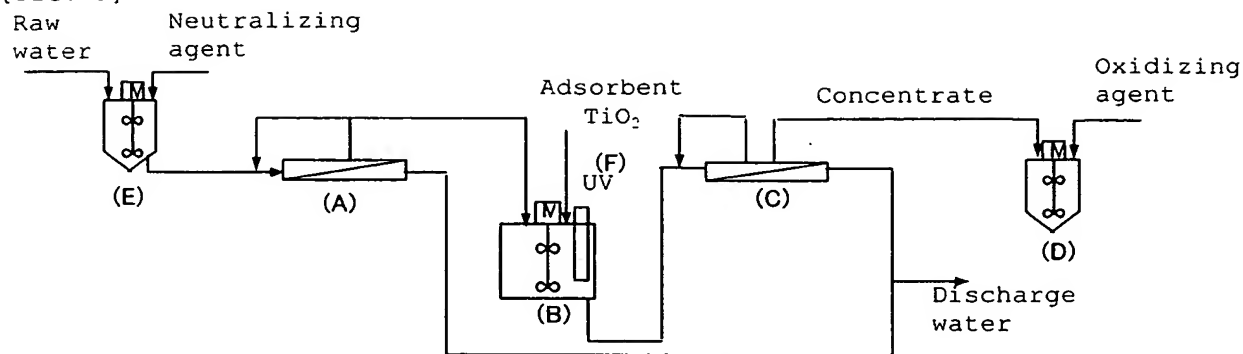 Raw
water
Neutralizing
agent
M
(E)
(A)
Adsorbent
TiO₂
(F)
UV
M
(B)
Concentrate
(C)
Oxidizing
agent
M
(D)
Discharge
water